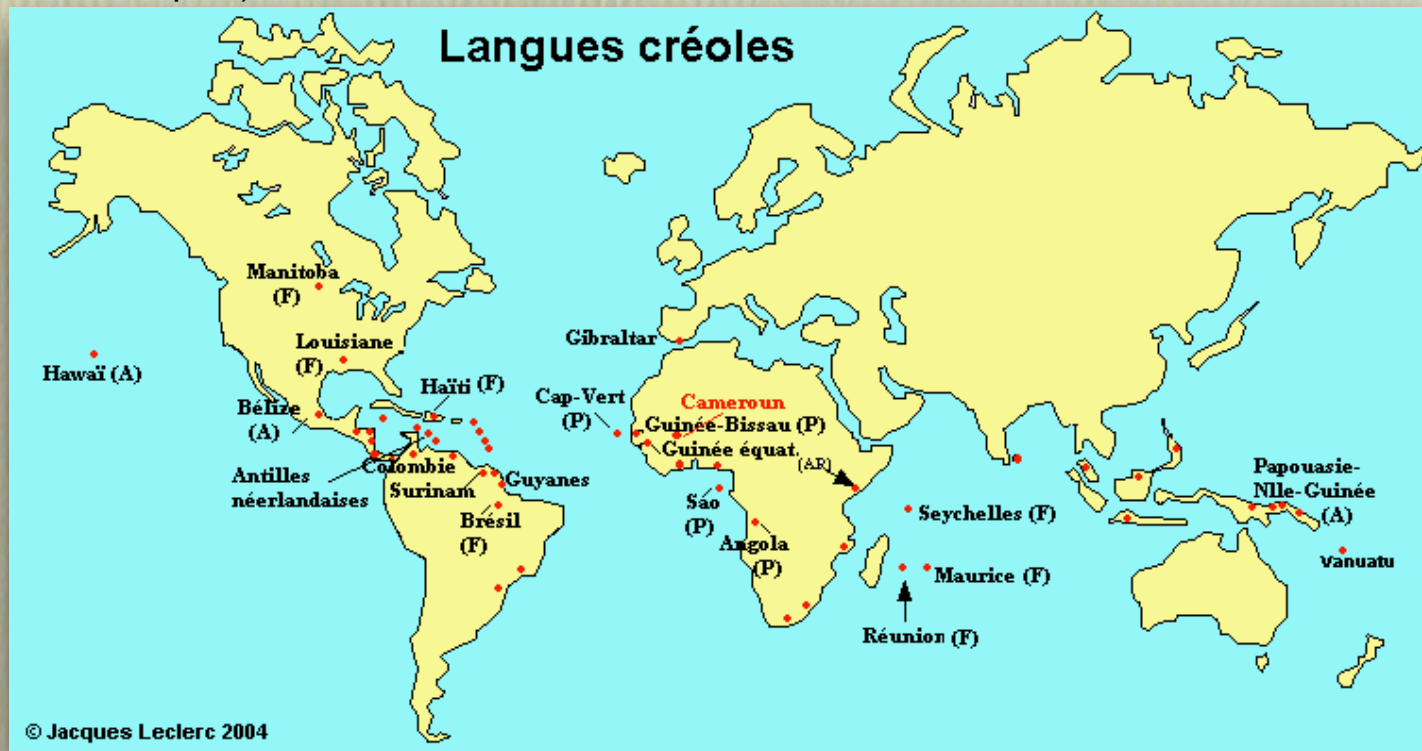 Langues créoles
Manitoba
(F)
Louisiane
(F)
Hawaï (A)
Haïti (F)
Bélize
(A)
Antilles
néerlandaises
Colombie
Surinam
Guyanes
Brésil
(F)
Gibraltar
Cap-Vert
(P)
Cameroun
Guinée-Bissau (P)
Guinée équat.
(AR)
São
(P)
Angola
(P)
Seychelles (F)
Maurice (F)
Réunion (F)
Papouasie-
Nlle-Guinée
(A)
Vanuatu
© Jacques Leclerc 2004